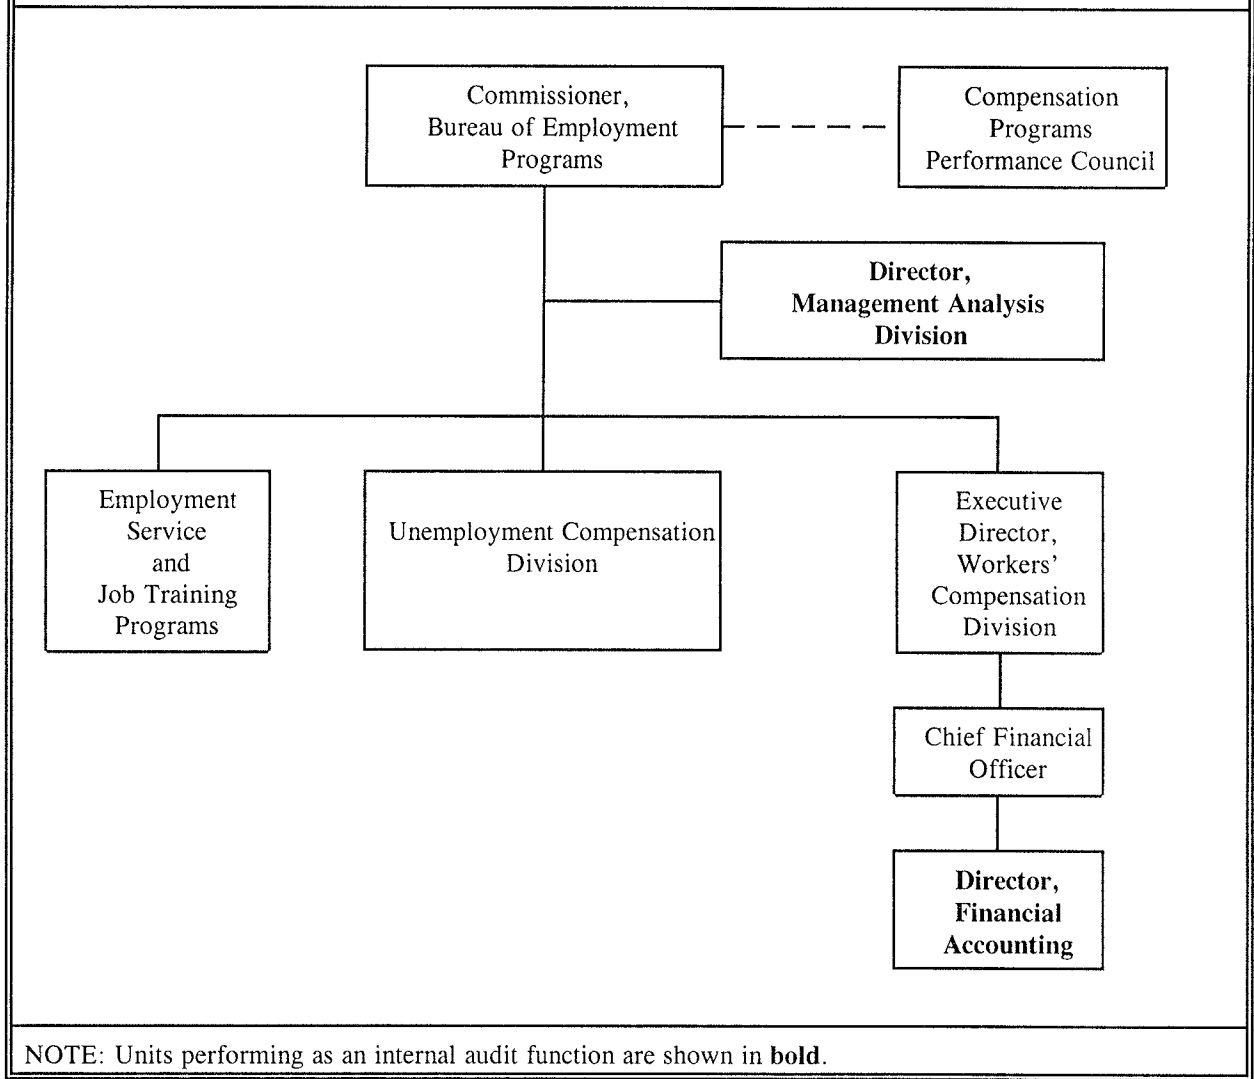 Commissioner,
Bureau of Employment
Programs
Compensation
Programs
Performance Council
Director,
Management Analysis
Division
Employment
Service
and
Job Training
Programs
Unemployment Compensation
Division
Executive
Director,
Workers'
Compensation
Division
Chief Financial
Officer
Director,
Financial
Accounting
NOTE: Units performing as an internal audit function are shown in bold.